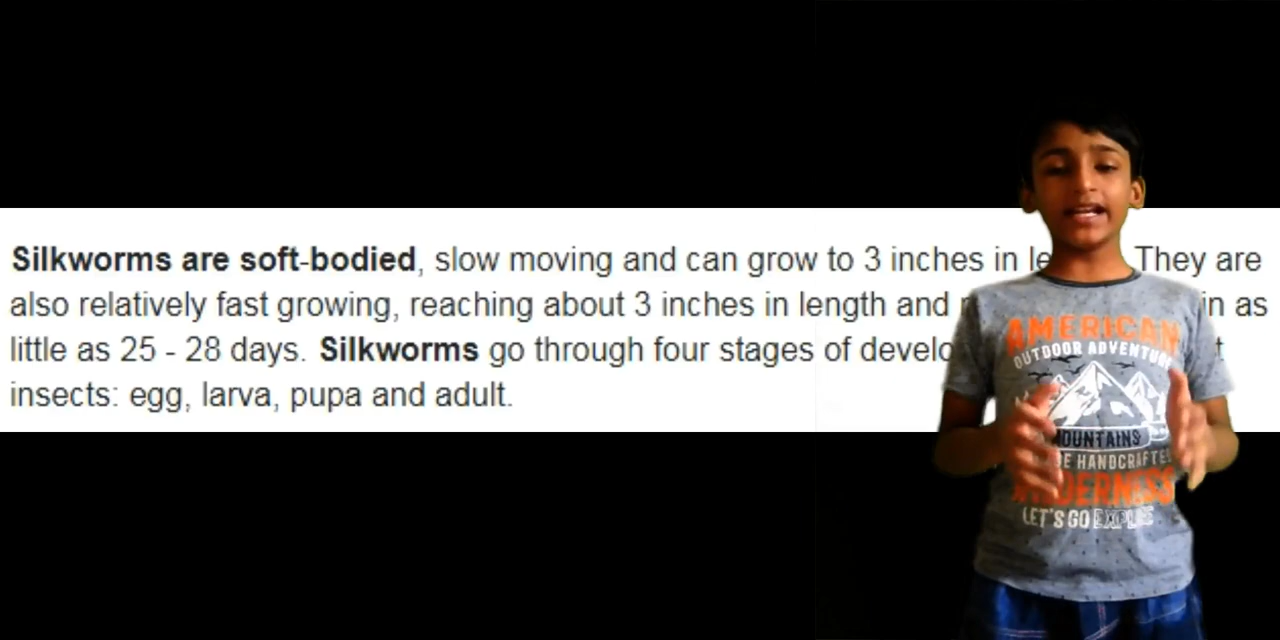 Silkworms are soft-bodied, slow moving and can grow to 3 inches in They are
also relatively fast growing, reaching about 3 inches in length and in as
little as 25 - 28 days. Silkworms go through four stages of
insects: egg, larva, pupa and adult.
AMERICAN
OUTDOOR ADVENTURE
MOUNTAINS
HANDCRAFTED
WILDERNESS
LET'S GO